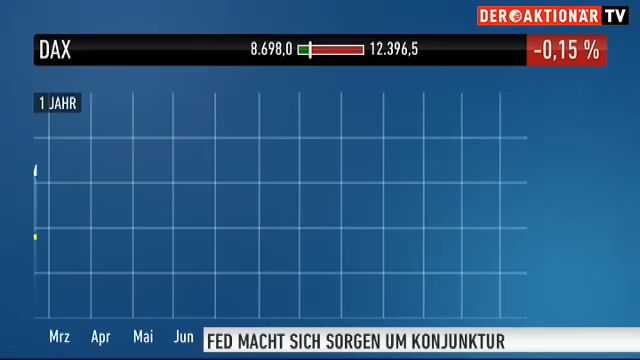 DER AKTIONÄR TV
DAX 8.698,0 12.396,5 -0,15 %
1 JAHR
Mrz Apr Mai Jun
FED MACHT SICH SORGEN UM KONJUNKTUR